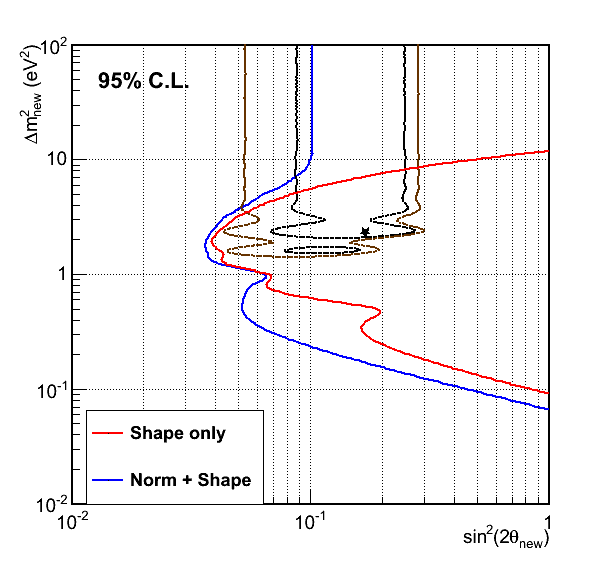 Δm²new (eV²)
95% C.L.
10²
10
1
10⁻¹
10⁻²
Shape only
Norm + Shape
10⁻²
10⁻¹
1
sin²(2θnew)